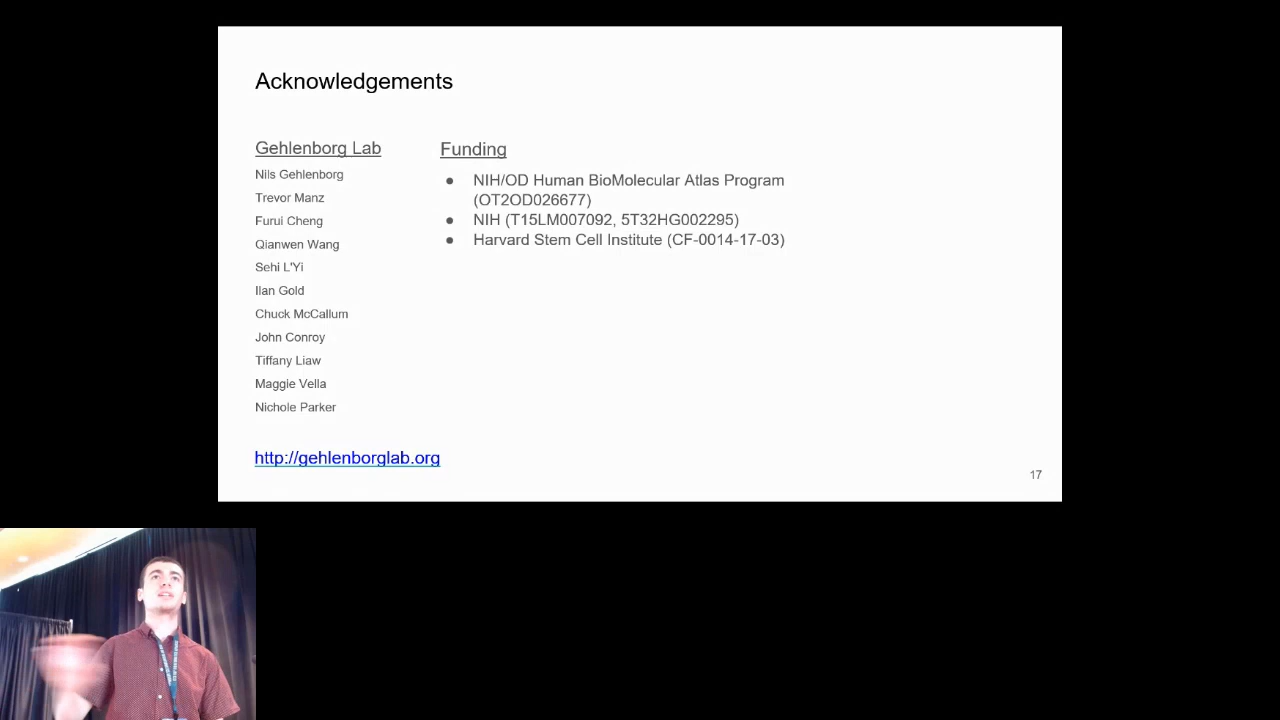 Acknowledgements
Gehlenborg Lab
Nils Gehlenborg
Trevor Manz
Furui Cheng
Qianwen Wang
Sehi L'Yi
Ilan Gold
Chuck McCallum
John Conroy
Tiffany Liaw
Maggie Vella
Nichole Parker
http://gehlenborglab.org
Funding
● NIH/OD Human BioMolecular Atlas Program
(OT2OD026677)
● NIH (T15LM007092, 5T32HG002295)
● Harvard Stem Cell Institute (CF-0014-17-03)
17